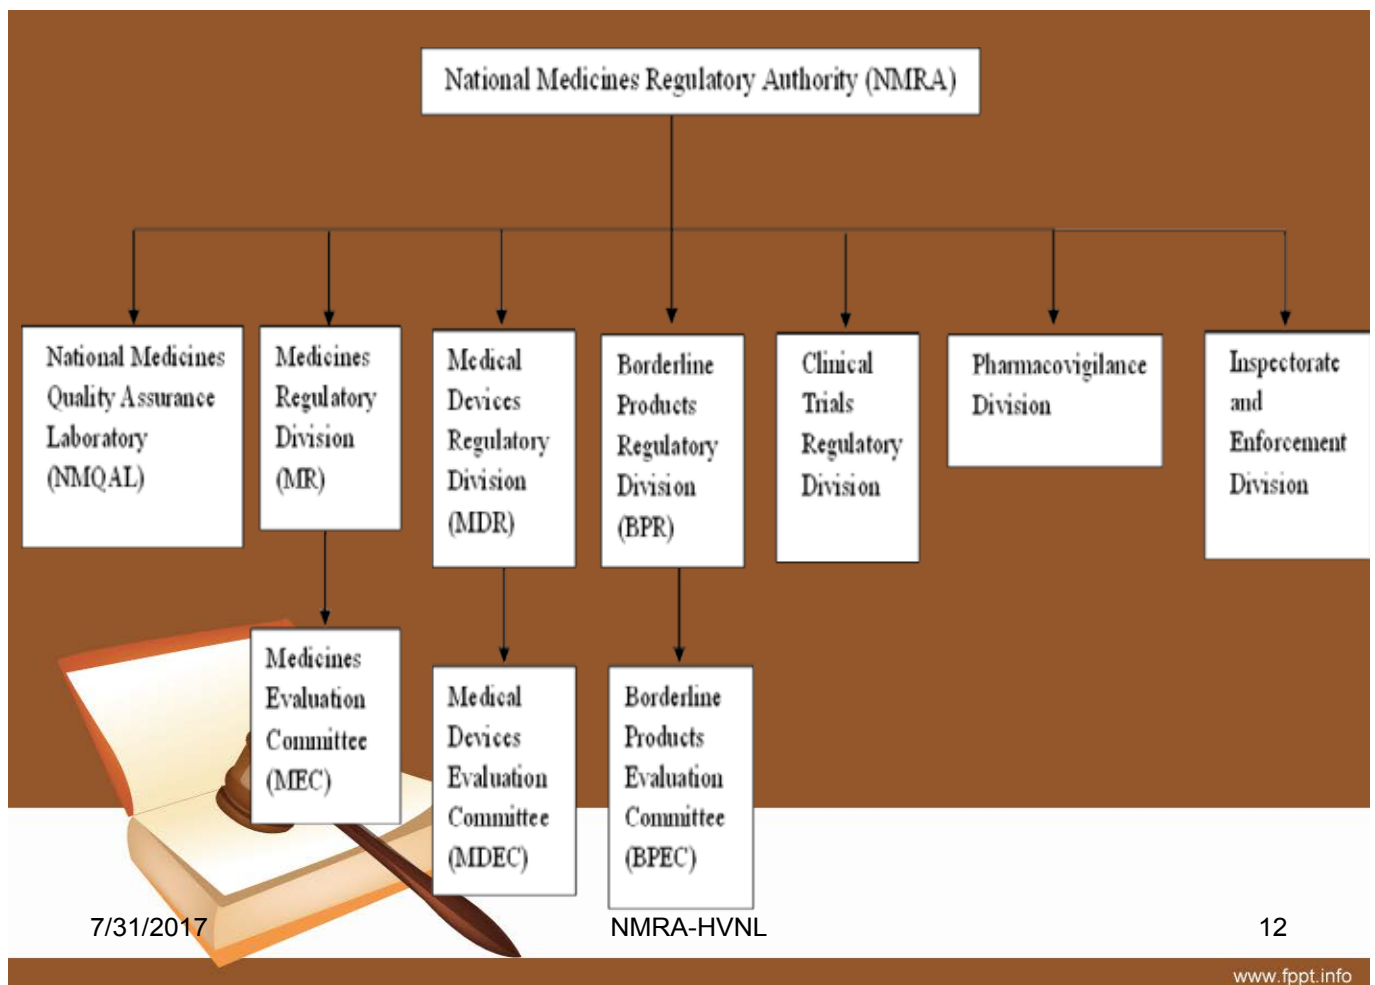 National Medicines Regulatory Authority (NMRA)
National Medicines
Quality Assurance
Laboratory
(NMQAL)
Medicines
Regulatory
Division
(MR)
Medical
Devices
Regulatory
Division
(MDR)
Borderline
Products
Regulatory
Division
(BPR)
Clinical
Trials
Regulatory
Division
Pharmacovigilance
Division
Inspectorate
and
Enforcement
Division
Medicines
Evaluation
Committee
(MEC)
Medical
Devices
Evaluation
Committee
(MDEC)
Borderline
Products
Evaluation
Committee
(BPEC)
7/31/2017
NMRA-HVNL
12
www.fppt.info